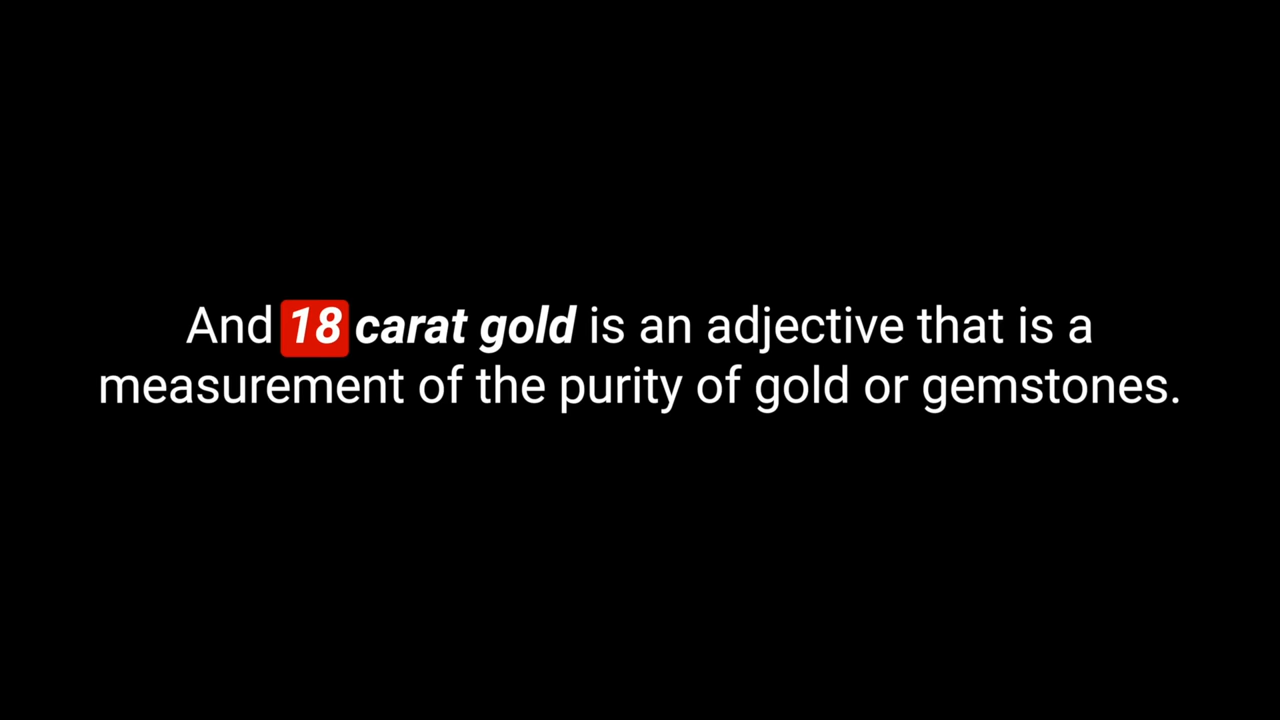 And 18 carat gold is an adjective that is a
measurement of the purity of gold or gemstones.